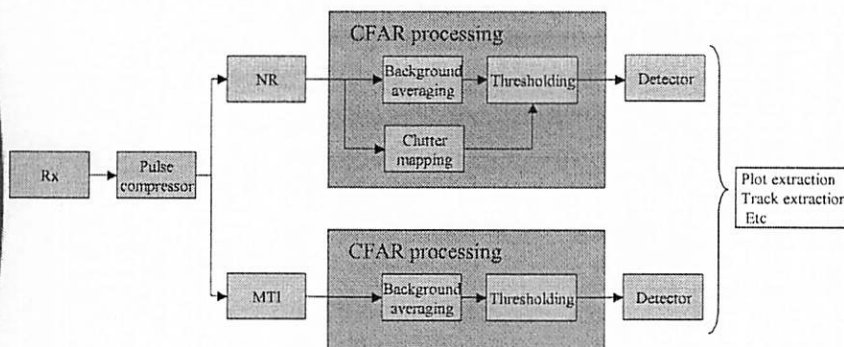 CFAR processing
NR
Background
averaging
Thresholding
Detector
Clutter
mapping
Rx
Pulse
compressor
Plot extraction
Track extraction
Etc
CFAR processing
MTI
Background
averaging
Thresholding
Detector